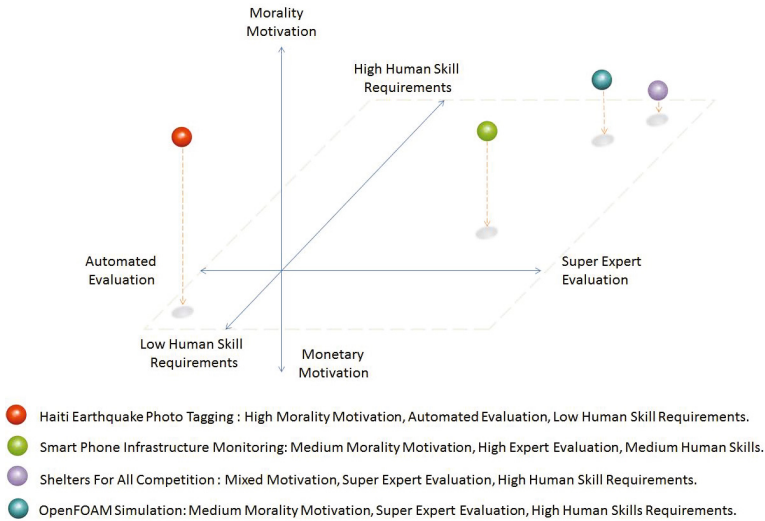 Morality
Motivation
High Human Skill
Requirements
Automated
Evaluation
Super Expert
Evaluation
Low Human Skill
Requirements
Monetary
Motivation
Haiti Earthquake Photo Tagging : High Morality Motivation, Automated Evaluation, Low Human Skill Requirements.
Smart Phone Infrastructure Monitoring: Medium Morality Motivation, High Expert Evaluation, Medium Human Skills.
Shelters For All Competition : Mixed Motivation, Super Expert Evaluation, High Human Skill Requirements.
OpenFOAM Simulation: Medium Morality Motivation, Super Expert Evaluation, High Human Skills Requirements.